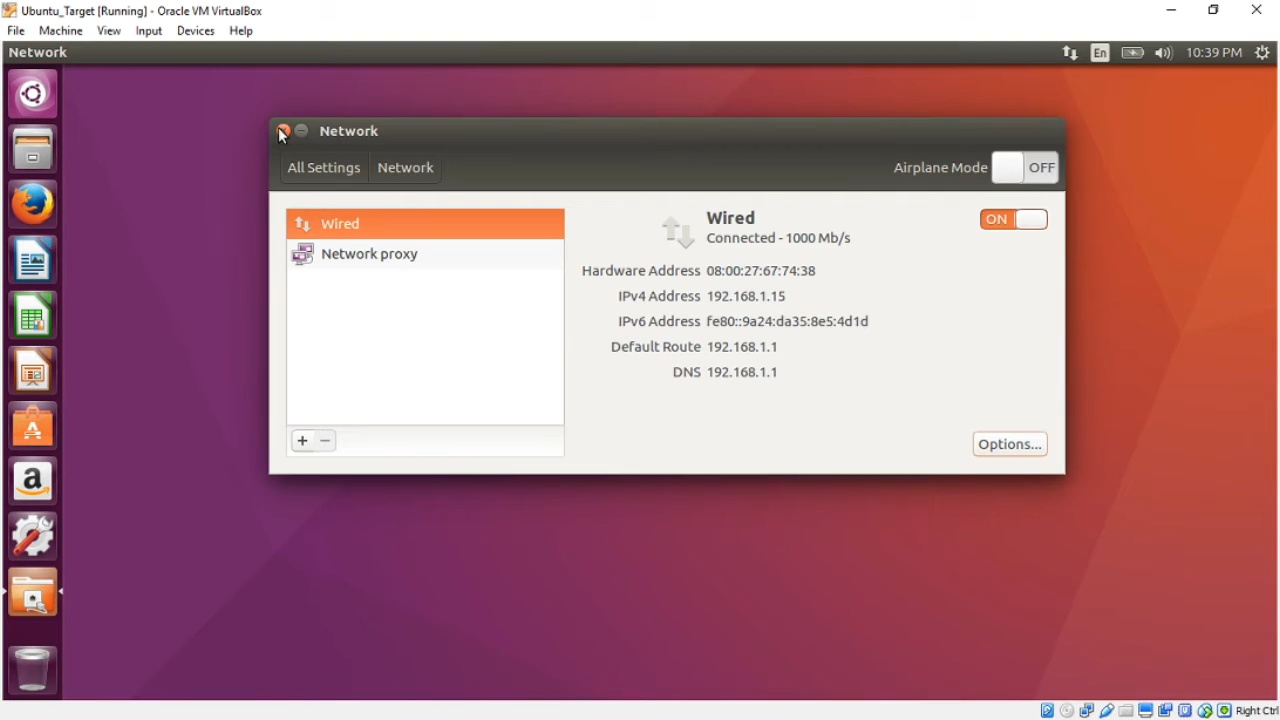 Ubuntu_Target [Running] - Oracle VM VirtualBox
File Machine View Input Devices Help
Network En 10:39 PM
Network
All Settings Network Airplane Mode OFF
Wired
Network proxy
Wired ON
Connected - 1000 Mb/s
Hardware Address 08:00:27:67:74:38
IPv4 Address 192.168.1.15
IPv6 Address fe80::9a24:da35:8e5:4d1d
Default Route 192.168.1.1
DNS 192.168.1.1
+ −
Options...
a
Right Ctrl